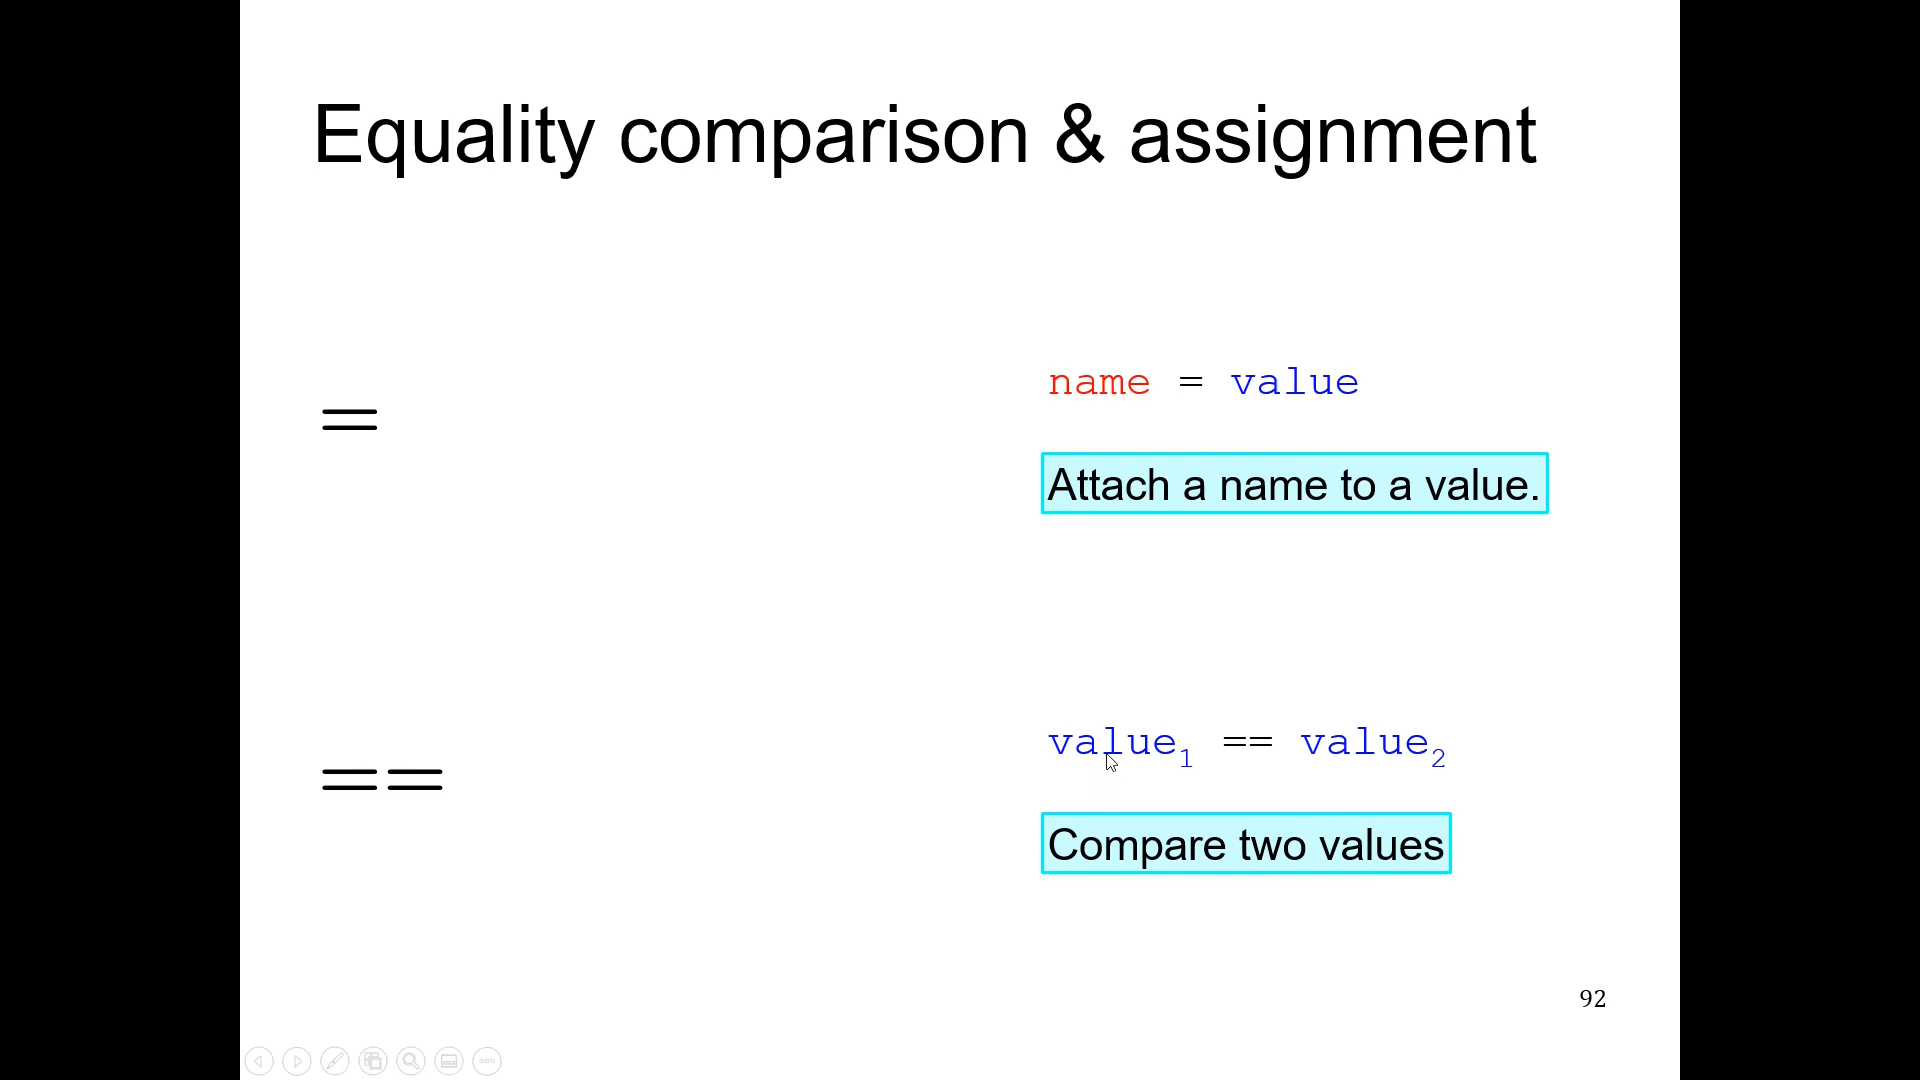 Equality comparison & assignment
=
name = value
Attach a name to a value.
==
value₁ == value₂
Compare two values
92